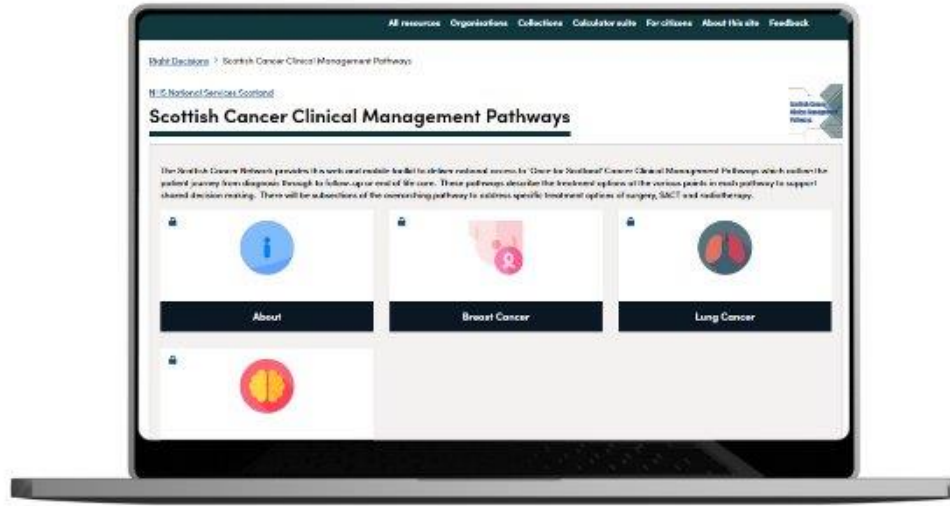 All resources Organisations Collections Calculator suite For citizens About this site Feedback
Right Decisions > Scottish Cancer Clinical Management Pathways
NHS National Services Scotland
Scottish Cancer Clinical Management Pathways
Scottish Cancer
Clinical Management
Pathways
The Scottish Cancer Network provides this web and mobile toolkit to deliver national access to 'Once for Scotland' Cancer Clinical Management Pathways which outline the
patient journey from diagnosis through to follow-up or end of life care. These pathways describe the treatment options at the various points in each pathway to support
shared decision making. There will be subsections of the overarching pathway to address specific treatment options of surgery, SACT and radiotherapy.
About
Breast Cancer
Lung Cancer